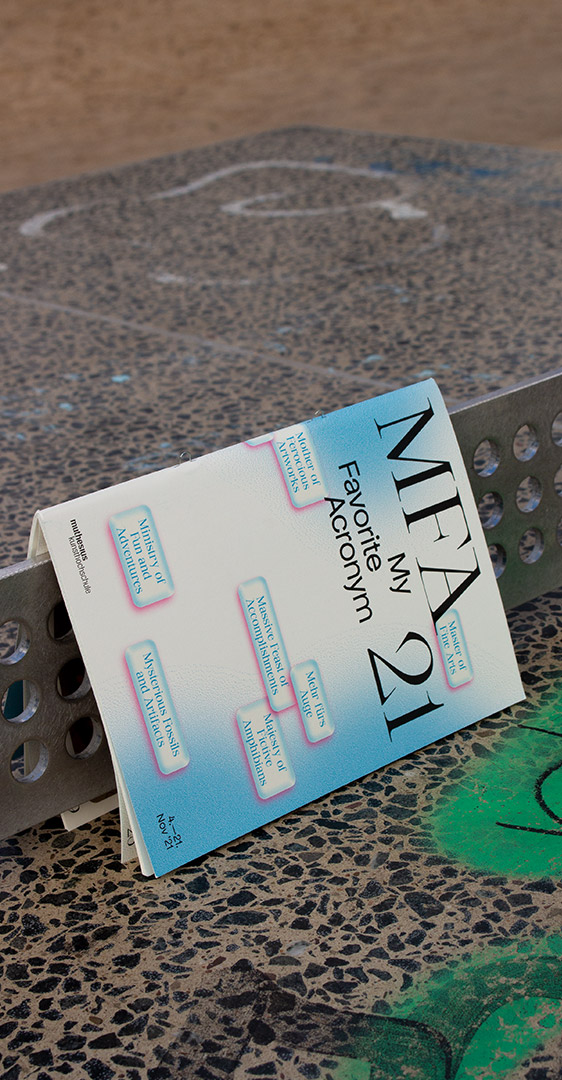 MFA 21
My
Favorite
Acronym
Master of
Fine Arts
Mother of
Ferocious
Artworks
Mehr fürs
Auge
Massive Feast of
Accomplishments
Majesty of
Fictive
Amphibians
Ministry of
Fun and
Adventures
Mysterious Fossils
and Artifacts
muthesius
kunsthochschule
4.—21.
Nov '21